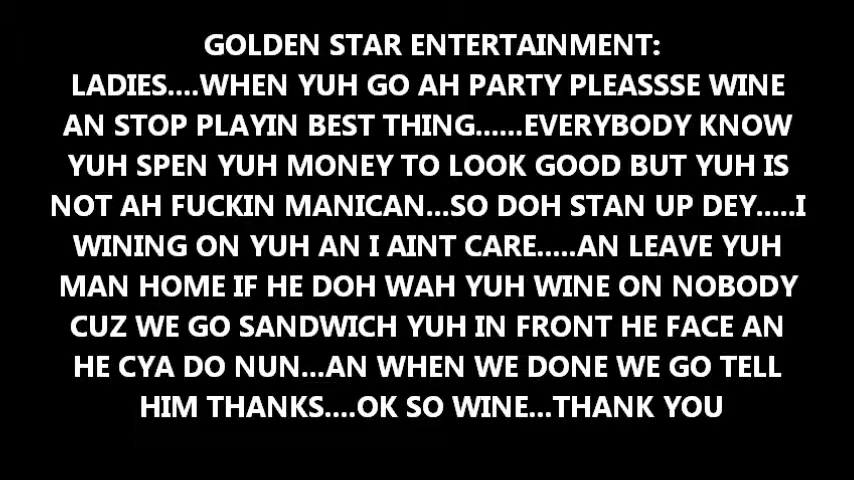 GOLDEN STAR ENTERTAINMENT:
LADIES....WHEN YUH GO AH PARTY PLEASSSE WINE
AN STOP PLAYIN BEST THING......EVERYBODY KNOW
YUH SPEN YUH MONEY TO LOOK GOOD BUT YUH IS
NOT AH FUCKIN MANICAN...SO DOH STAN UP DEY.....I
WINING ON YUH AN I AINT CARE.....AN LEAVE YUH
MAN HOME IF HE DOH WAH YUH WINE ON NOBODY
CUZ WE GO SANDWICH YUH IN FRONT HE FACE AN
HE CYA DO NUN...AN WHEN WE DONE WE GO TELL
HIM THANKS....OK SO WINE...THANK YOU